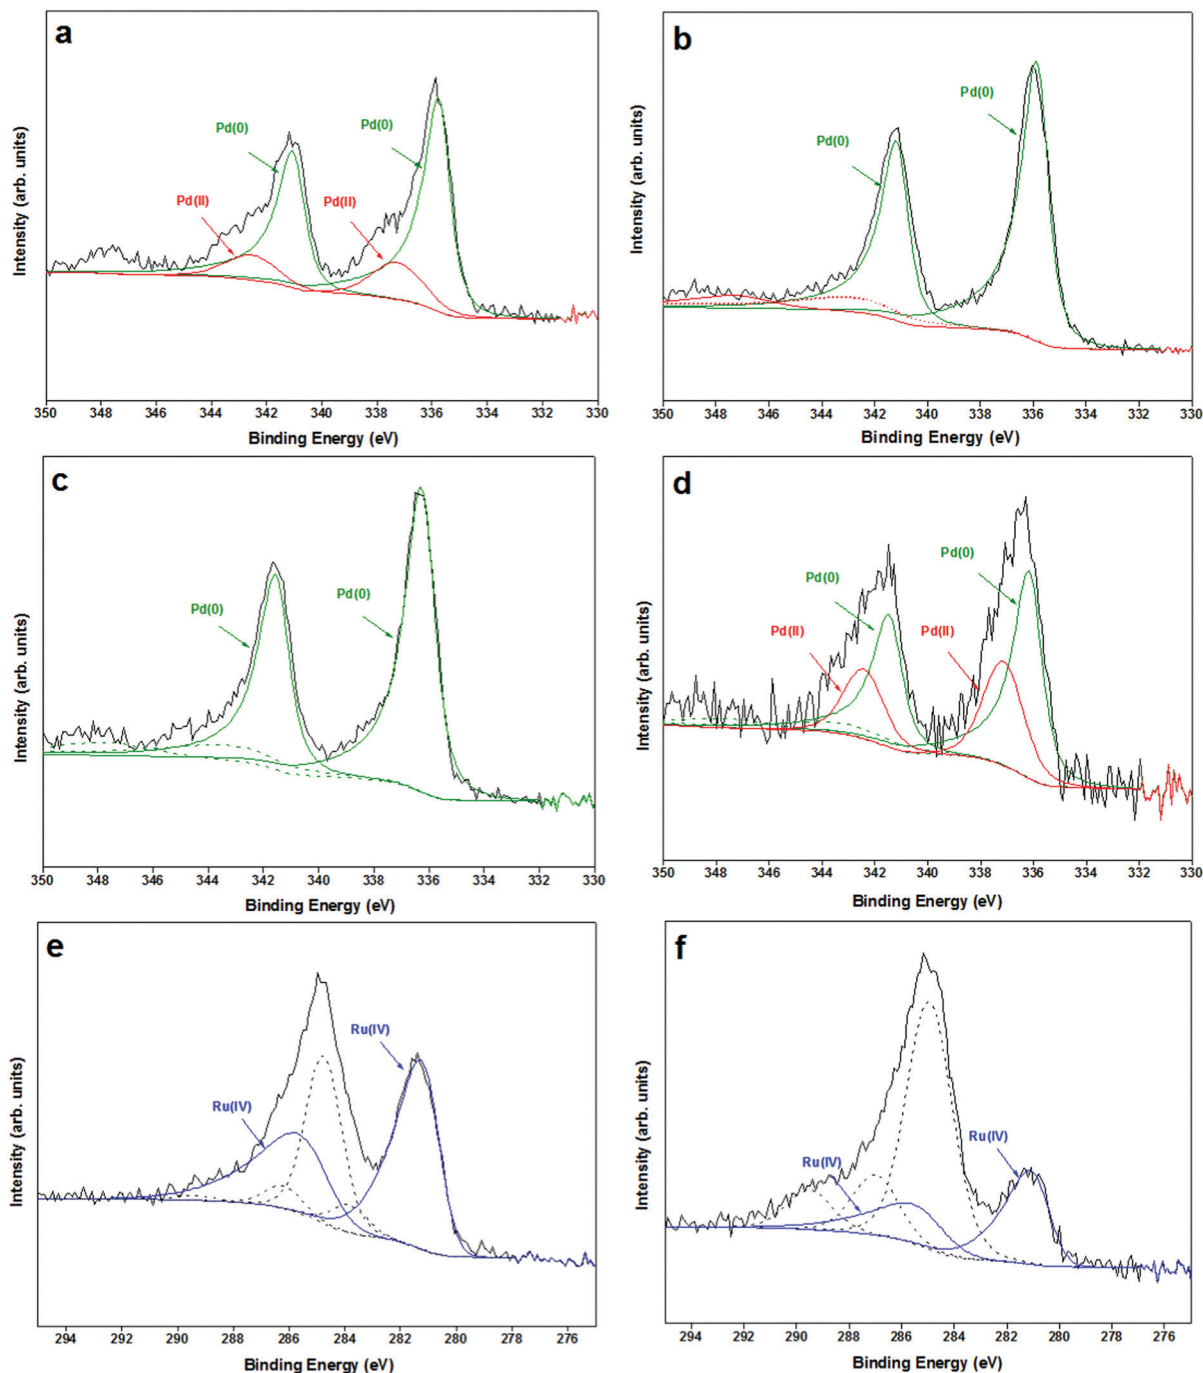 a
Pd(0)
Pd(0)
Pd(II)
Pd(II)
Intensity (arb. units)
350 348 346 344 342 340 338 336 334 332 330
Binding Energy (eV)
b
Pd(0)
Pd(0)
Intensity (arb. units)
350 348 346 344 342 340 338 336 334 332 330
Binding Energy (eV)
c
Pd(0)
Pd(0)
Intensity (arb. units)
350 348 346 344 342 340 338 336 334 332 330
Binding Energy (eV)
d
Pd(0)
Pd(0)
Pd(II)
Pd(II)
Intensity (arb. units)
350 348 346 344 342 340 338 336 334 332 330
Binding Energy (eV)
e
Ru(IV)
Ru(IV)
Intensity (arb. units)
294 292 290 288 286 284 282 280 278 276
Binding Energy (eV)
f
Ru(IV)
Ru(IV)
Intensity (arb. units)
294 292 290 288 286 284 282 280 278 276
Binding Energy (eV)